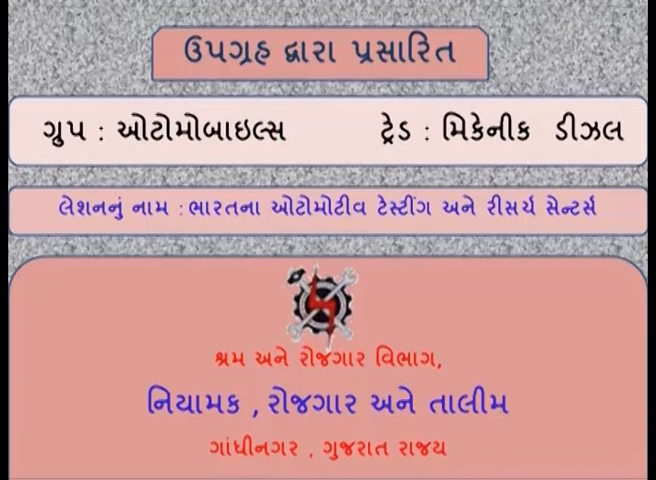 ઉપગ્રહ દ્વારા પ્રસારિત
ગ્રુપ : ઓટોમોબાઇલ્સ ટ્રેડ : મિકેનીક ડીઝલ
લેશનનું નામ : ભારતના ઓટોમોટીવ ટેસ્ટીંગ અને રીસર્ચ સેન્ટર્સ
શ્રમ અને રોજગાર વિભાગ,
નિયામક , રોજગાર અને તાલીમ
ગાંધીનગર , ગુજરાત રાજય